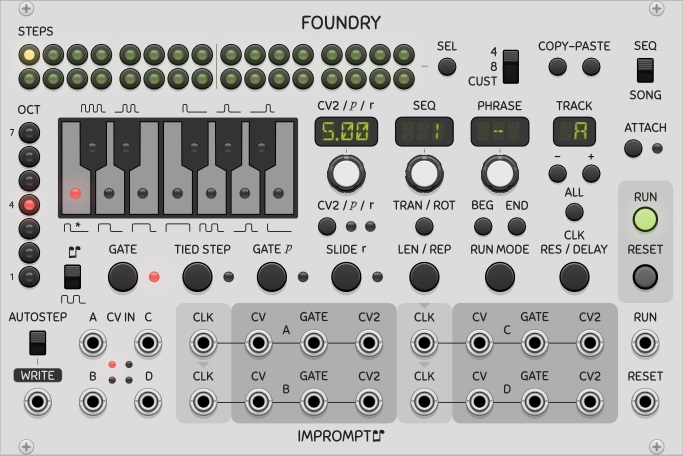 FOUNDRY
STEPS
SEL
4
8
CUST
COPY-PASTE
SEQ
SONG
OCT
7
4
1
CV2 / p / r
SEQ
PHRASE
TRACK
5.00
1
--
A
ATTACH
- +
ALL
CV2 / p / r
TRAN / ROT
BEG END
CLK
RES / DELAY
RUN
*
GATE
TIED STEP
GATE p
SLIDE r
LEN / REP
RUN MODE
RESET
AUTOSTEP
A CV IN C
CLK
CV
GATE
CV2
A
CLK
CV
GATE
CV2
C
RUN
WRITE
B
D
CLK
CV
GATE
CV2
B
CLK
CV
GATE
CV2
D
RESET
IMPROMPT